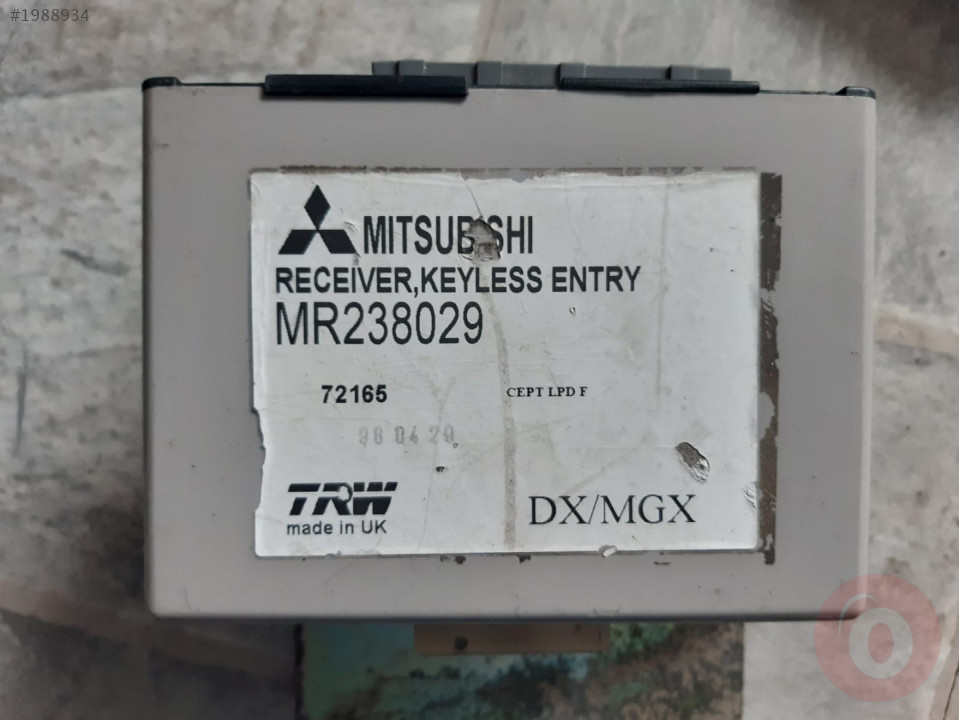 #1988934
MITSUBISHI
RECEIVER,KEYLESS ENTRY
MR238029
72165
CEPT LPD F
98 04 20
TRW
made in UK
DX/MGX